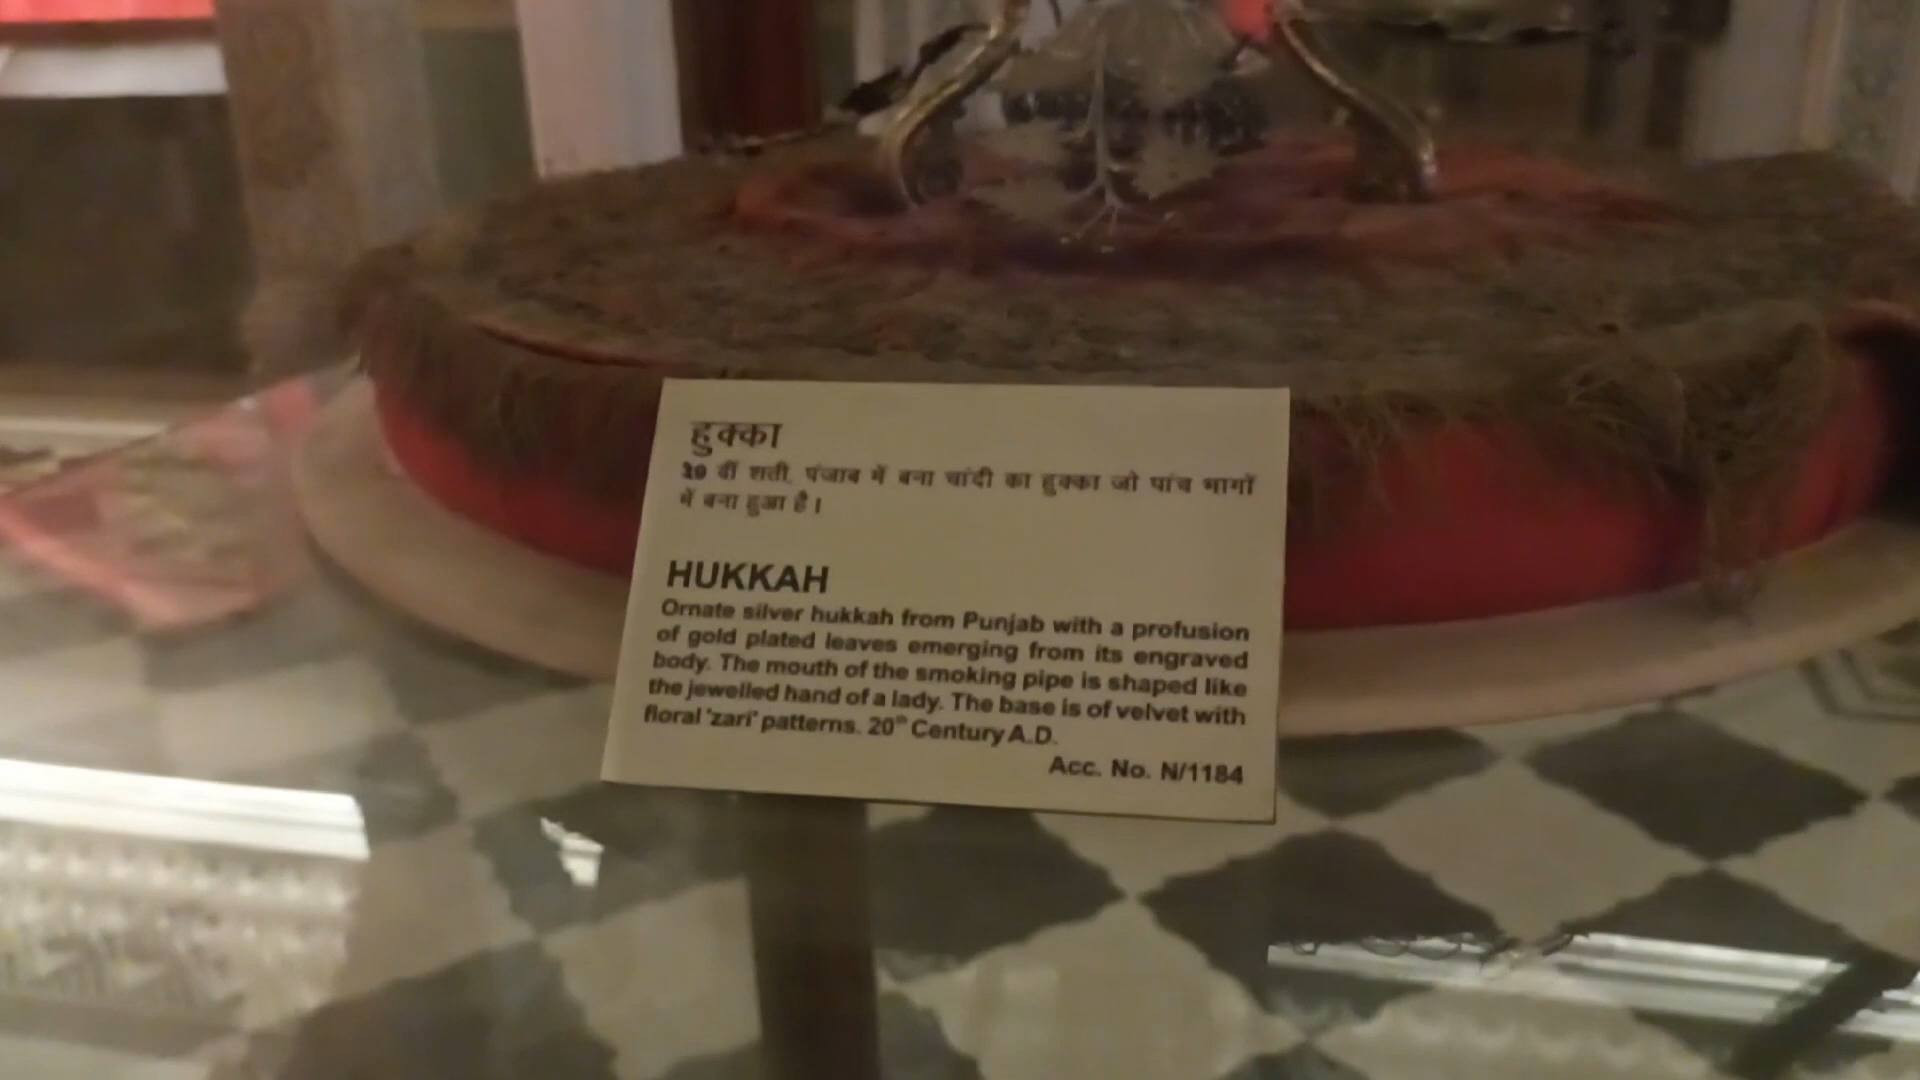 हुक्का
20 वीं शती, पंजाब में बना चांदी का हुक्का जो पांच भागों
में बना हुआ है।
HUKKAH
Ornate silver hukkah from Punjab with a profusion
of gold plated leaves emerging from its engraved
body. The mouth of the smoking pipe is shaped like
the jewelled hand of a lady. The base is of velvet with
floral 'zari' patterns. 20th Century A.D.
Acc. No. N/1184